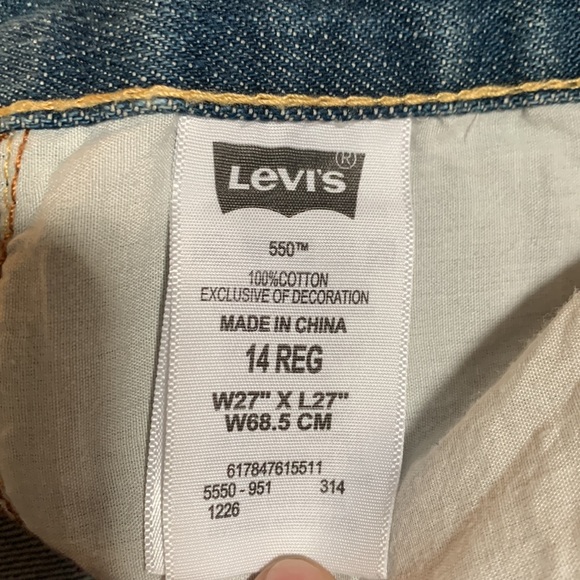 LEVI'S ®
550™
100%COTTON
EXCLUSIVE OF DECORATION
MADE IN CHINA
14 REG
W27" X L27"
W68.5 CM
617847615511
5550 - 951 314
1226